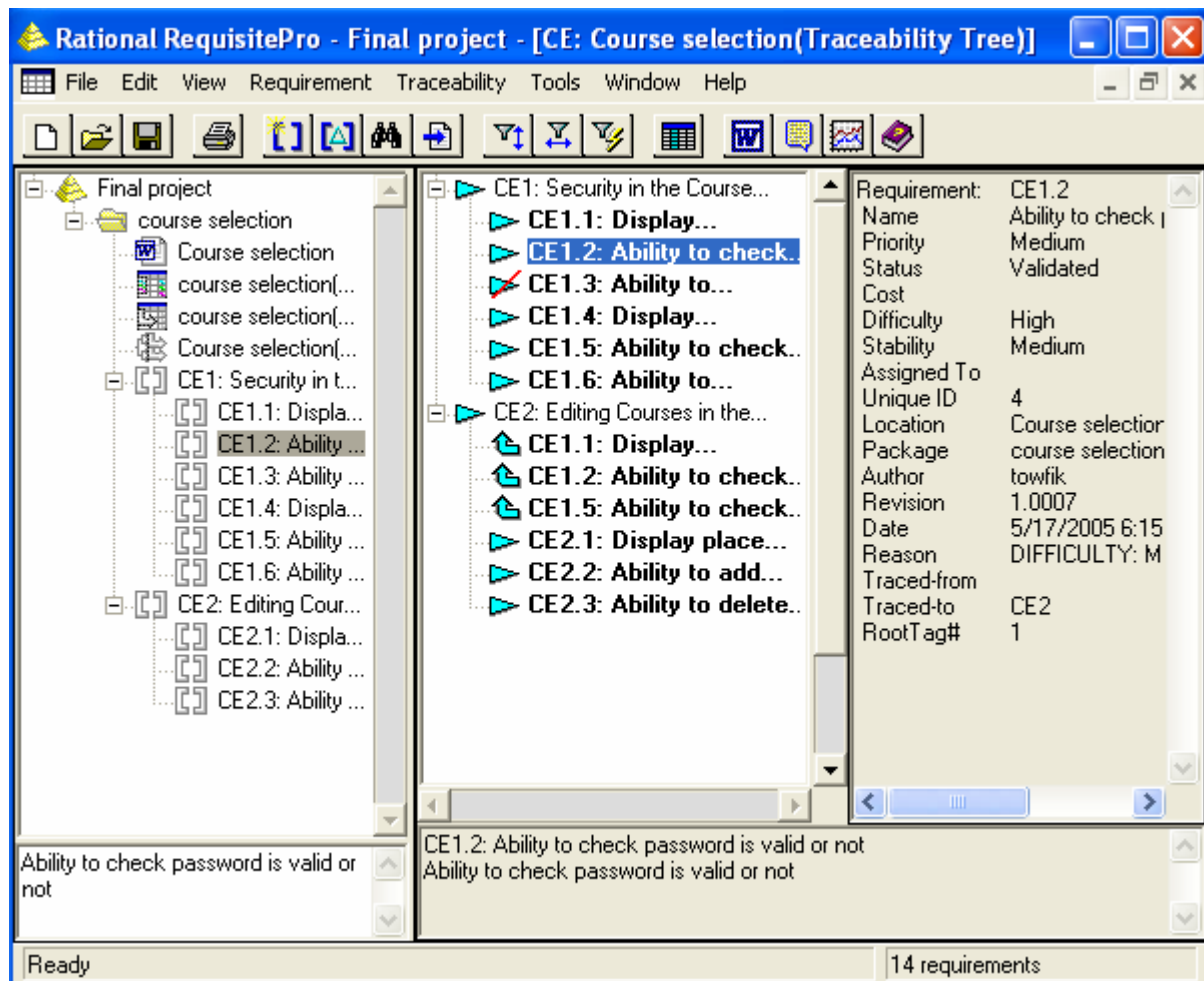 Rational RequisitePro - Final project - [CE: Course selection(Traceability Tree)]
File Edit View Requirement Traceability Tools Window Help
Final project
course selection
Course selection
course selection(...
course selection(...
Course selection(...
CE1: Security in t...
CE1.1: Displa...
CE1.2: Ability ...
CE1.3: Ability ...
CE1.4: Displa...
CE1.5: Ability ...
CE1.6: Ability ...
CE2: Editing Cour...
CE2.1: Displa...
CE2.2: Ability ...
CE2.3: Ability ...
Ability to check password is valid or
not
CE1: Security in the Course...
CE1.1: Display...
CE1.2: Ability to check..
CE1.3: Ability to...
CE1.4: Display...
CE1.5: Ability to check..
CE1.6: Ability to...
CE2: Editing Courses in the...
CE1.1: Display...
CE1.2: Ability to check..
CE1.5: Ability to check..
CE2.1: Display place...
CE2.2: Ability to add...
CE2.3: Ability to delete..
Requirement: CE1.2
Name Ability to check
Priority Medium
Status Validated
Cost
Difficulty High
Stability Medium
Assigned To
Unique ID 4
Location Course selection
Package course selection
Author towfik
Revision 1.0007
Date 5/17/2005 6:15
Reason DIFFICULTY: M
Traced-from
Traced-to CE2
RootTag# 1
CE1.2: Ability to check password is valid or not
Ability to check password is valid or not
Ready
14 requirements